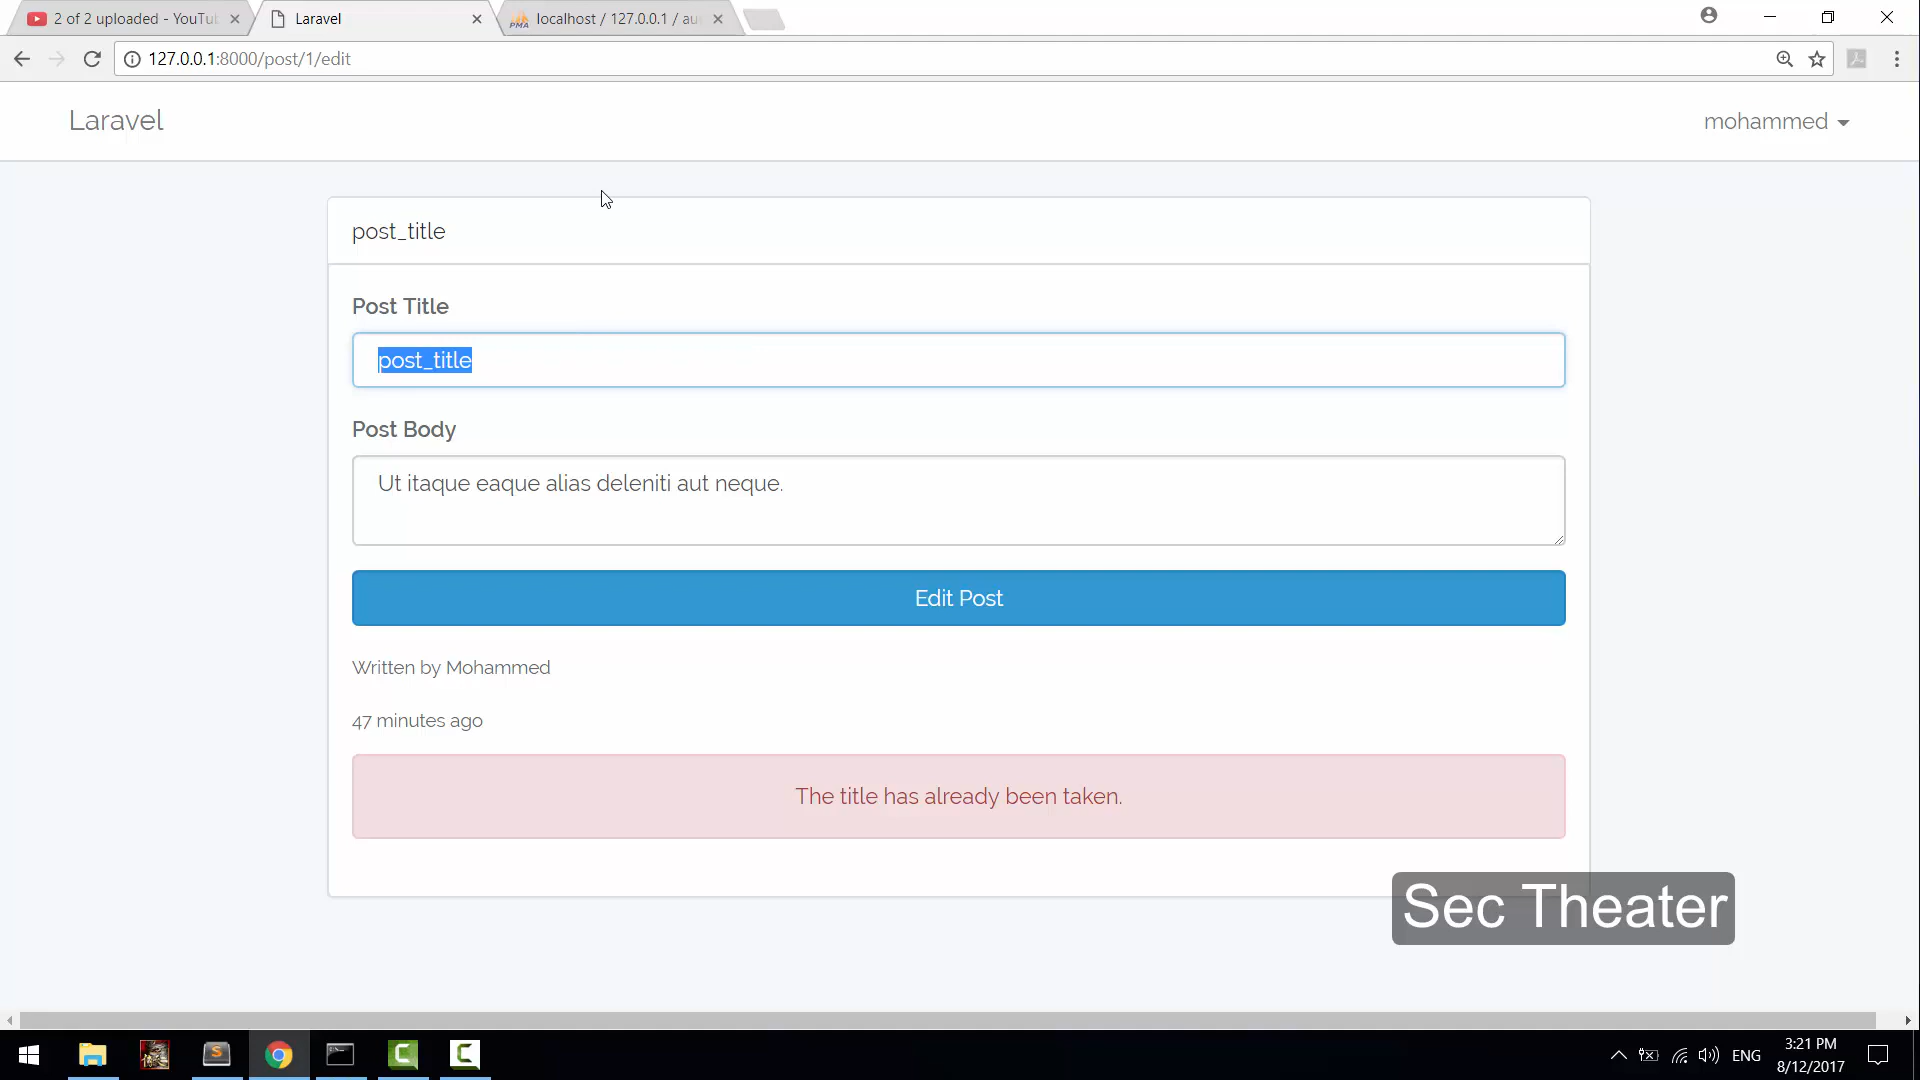 2 of 2 uploaded - YouTu
Laravel
localhost / 127.0.0.1 / au
127.0.0.1:8000/post/1/edit
Laravel
mohammed
post_title
Post Title
post_title
Post Body
Ut itaque eaque alias deleniti aut neque.
Edit Post
Written by Mohammed
47 minutes ago
The title has already been taken.
Sec Theater
ENG
3:21 PM
8/12/2017